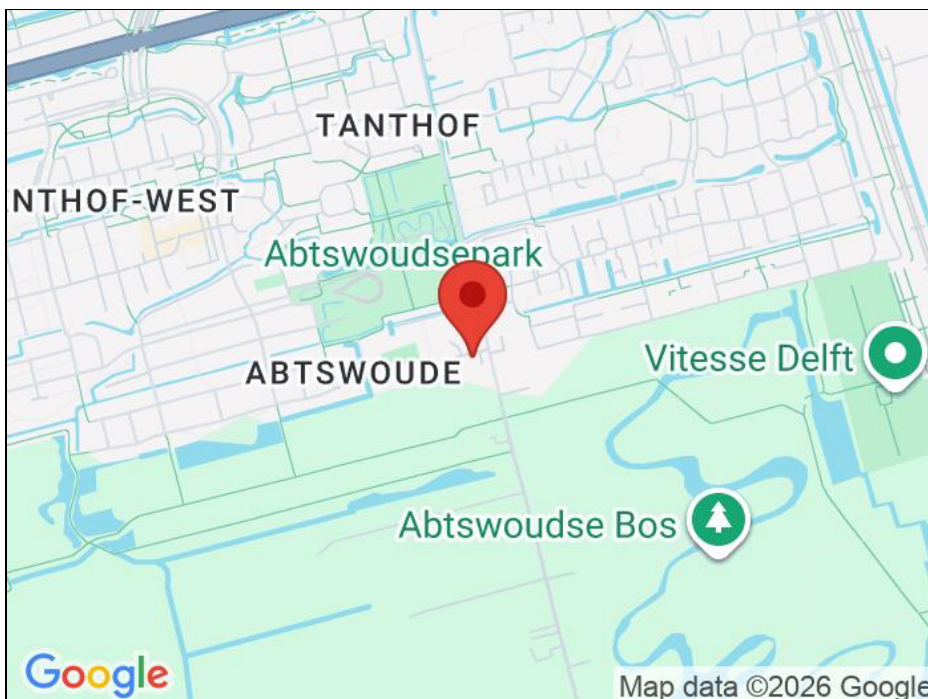 TANTHOF
NTHOF-WEST
Abtswoudsepark
Vitesse Delft
ABTSWOUDE
Abtswoudse Bos
Google
Map data ©2026 Google